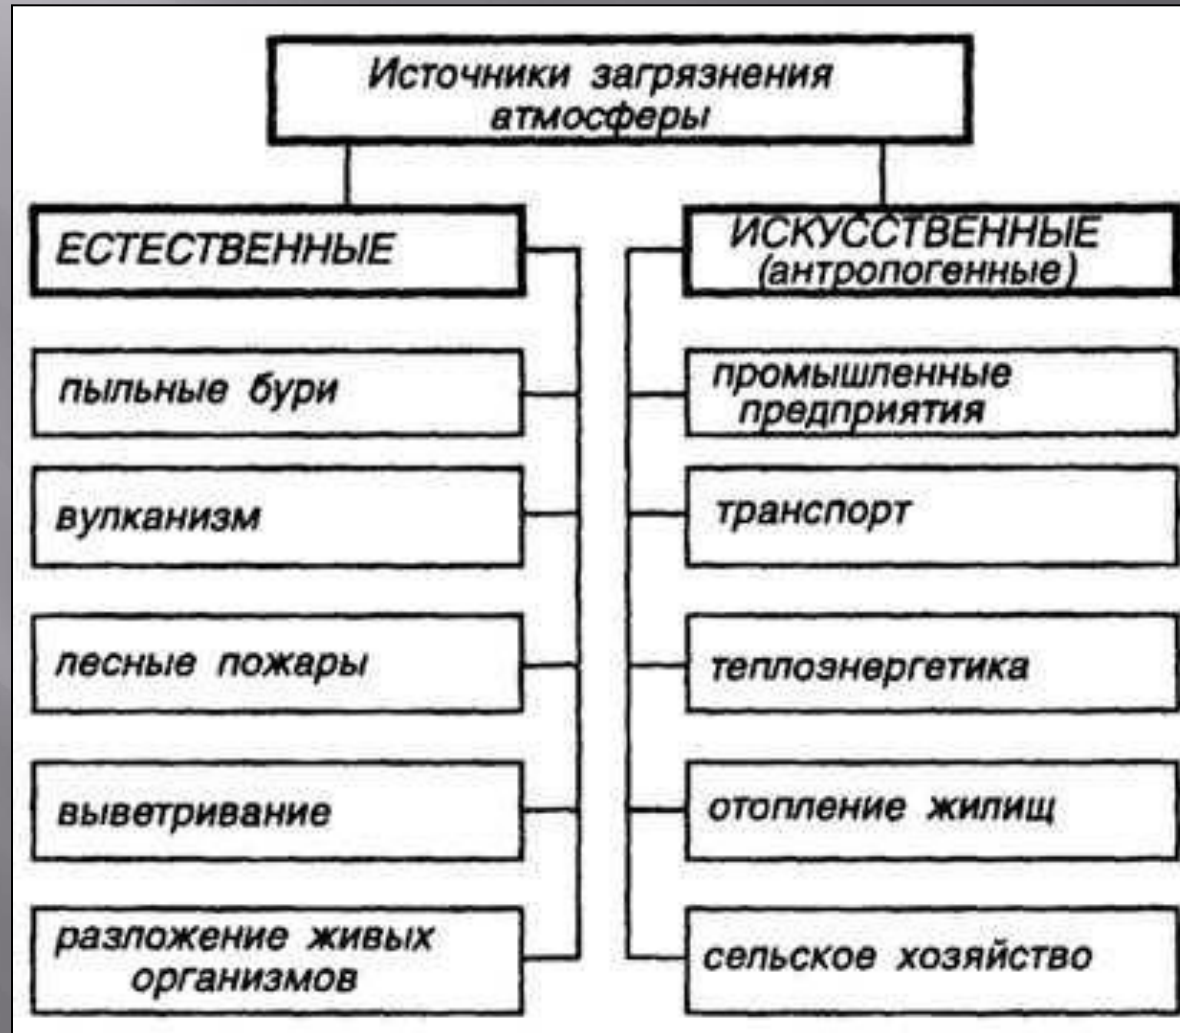 Источники загрязнения
атмосферы
ЕСТЕСТВЕННЫЕ
пыльные бури
вулканизм
лесные пожары
выветривание
разложение живых
организмов
ИСКУССТВЕННЫЕ
(антропогенные)
промышленные
предприятия
транспорт
теплоэнергетика
отопление жилищ
сельское хозяйство